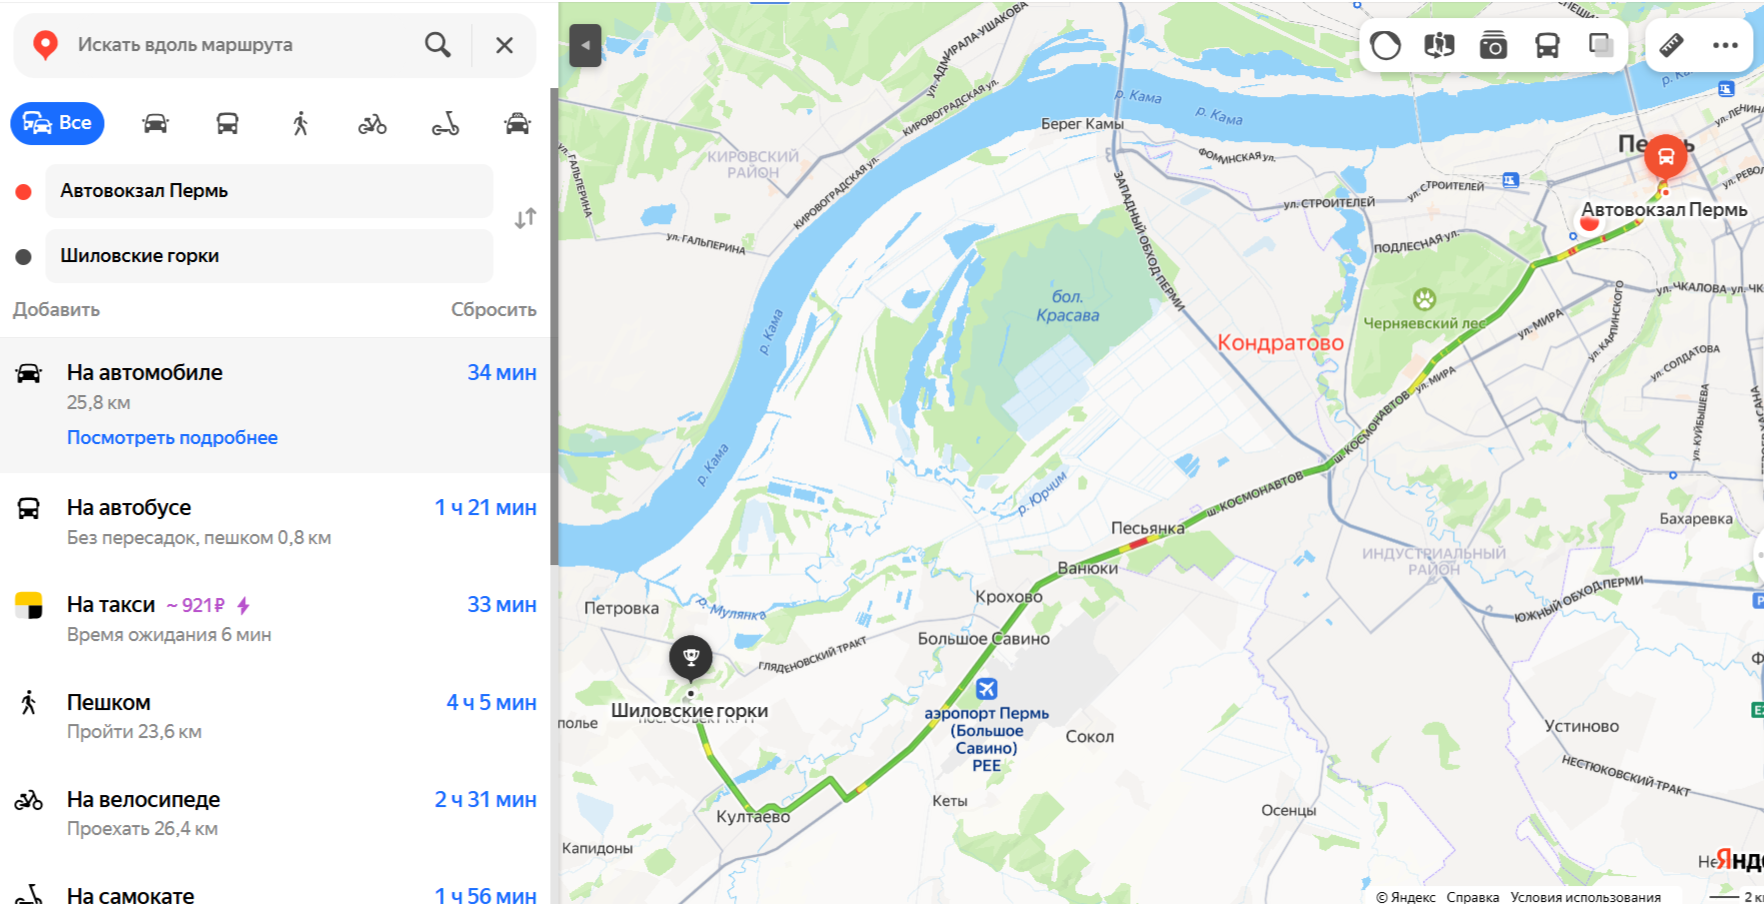 Искать вдоль маршрута
Все
Автовокзал Пермь
Шиловские горки
Добавить
Сбросить
На автомобиле
34 мин
25,8 км
Посмотреть подробнее
На автобусе
1 ч 21 мин
Без пересадок, пешком 0,8 км
На такси ~ 921₽
33 мин
Время ожидания 6 мин
Пешком
4 ч 5 мин
Пройти 23,6 км
На велосипеде
2 ч 31 мин
Проехать 26,4 км
На самокате
1 ч 56 мин
ул. АДМИРАЛА УШАКОВА
КИРОВОГРАДСКАЯ ул.
р. Кама
р. Кама
р. Кама
Берег Камы
КИРОВСКИЙ
РАЙОН
ул. ГАЛЬПЕРИНА
КИРОВОГРАДСКАЯ ул.
ФОМИНСКАЯ ул.
ул. СТРОИТЕЛЕЙ
ул. СТРОИТЕЛЕЙ
ул. ГАЛЬПЕРИНА
ЗАПАДНЫЙ ОБХОД ПЕРМИ
Автовокзал Пермь
ПОДЛЕСНАЯ ул.
бол.
Красава
Черняевский лес
ул. ЧКАЛОВА
ул. МИРА
ул. КАРПИНСКОГО
ул. СОЛДАТОВА
Кондратово
р. Кама
ул. МИРА
ул. КУЙБЫШЕВА
ш. КОСМОНАВТОВ
р. Кама
р. Юрчим
ш. КОСМОНАВТОВ
Песьянка
Бахаревка
ИНДУСТРИАЛЬНЫЙ
РАЙОН
Ванюки
ЮЖНЫЙ ОБХОД ПЕРМИ
Крохово
Петровка
р. Мулянка
Большое Савино
ГЛЯДЕНОВСКИЙ ТРАКТ
Шиловские горки
аэропорт Пермь
(Большое
Савино)
PEE
Сокол
Устиново
НЕСТЮКОВСКИЙ ТРАКТ
Кеты
Осенцы
Култаево
Капидоны
© Яндекс Справка Условия использования